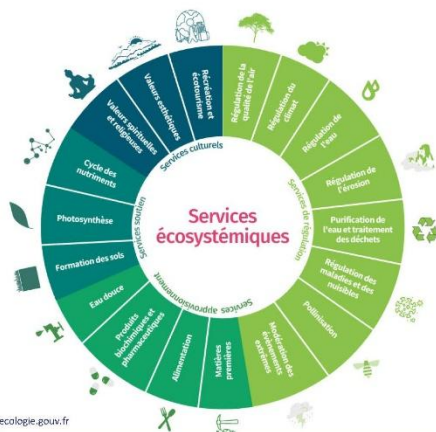 Services
écosystémiques
Services culturels
Récréation et
écotourisme
Valeurs esthétiques
Valeurs spirituelles
et religieuses
Services de régulation
Régulation de la
qualité de l'air
Régulation du
climat
Régulation de
l'eau
Régulation de
l'érosion
Purification de
l'eau et traitement
des déchets
Régulation des
maladies et des
nuisibles
Pollinisation
Modération des
évènements
extrêmes
Services approvisionnement
Matières
premières
Alimentation
Produits
biochimiques et
pharmaceutiques
Eau douce
Services soutien
Formation des sols
Photosynthèse
Cycle des
nutriments
ecologie.gouv.fr